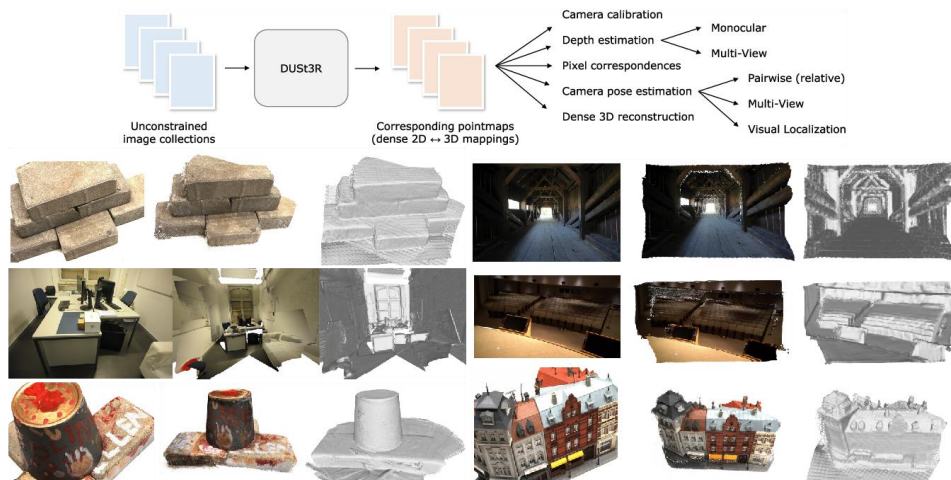 Unconstrained
image collections
DUSt3R
Corresponding pointmaps
(dense 2D ↔ 3D mappings)
Camera calibration
Depth estimation
Pixel correspondences
Camera pose estimation
Dense 3D reconstruction
Monocular
Multi-View
Pairwise (relative)
Multi-View
Visual Localization